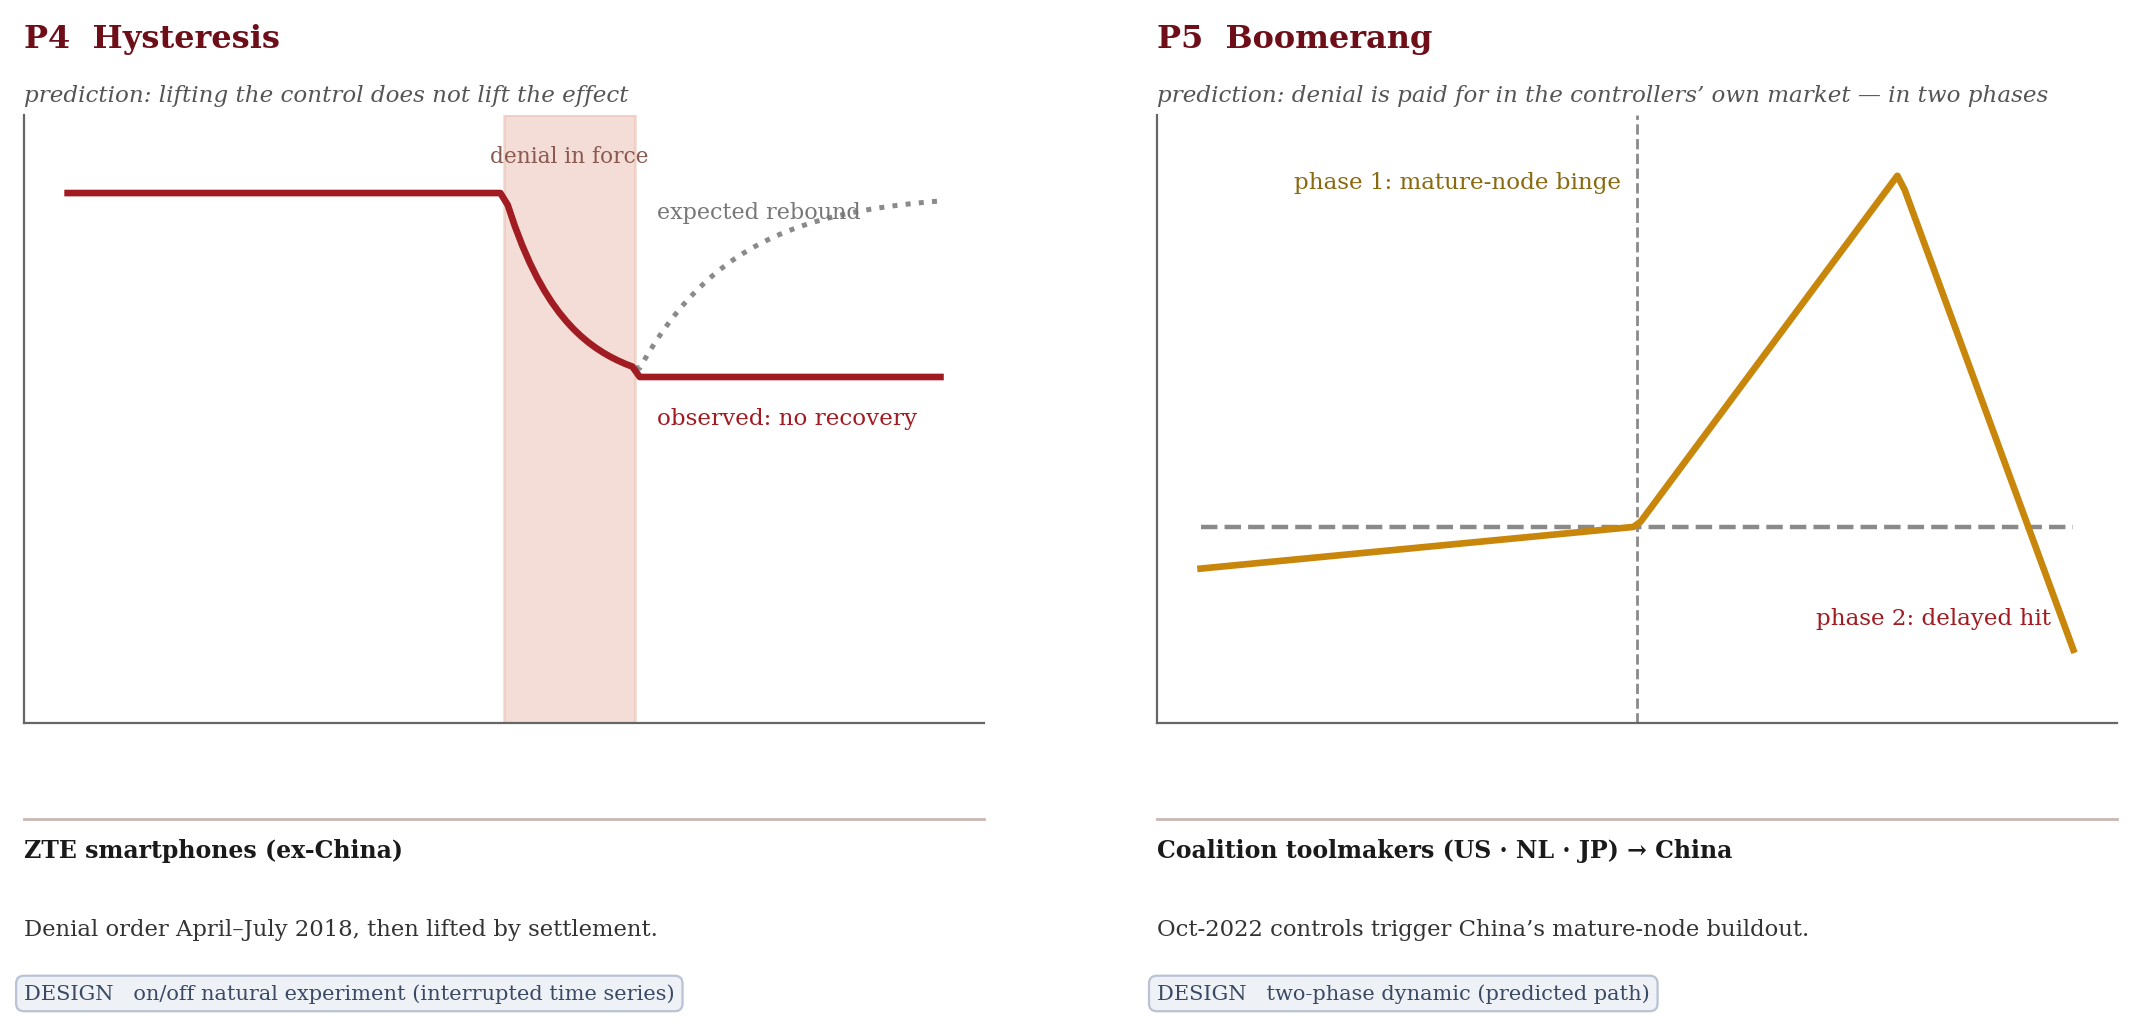 P4 Hysteresis
prediction: lifting the control does not lift the effect
denial in force
expected rebound
observed: no recovery
ZTE smartphones (ex-China)
Denial order April–July 2018, then lifted by settlement.
DESIGN on/off natural experiment (interrupted time series)
P5 Boomerang
prediction: denial is paid for in the controllers’ own market — in two phases
phase 1: mature-node binge
phase 2: delayed hit
Coalition toolmakers (US · NL · JP) → China
Oct-2022 controls trigger China’s mature-node buildout.
DESIGN two-phase dynamic (predicted path)